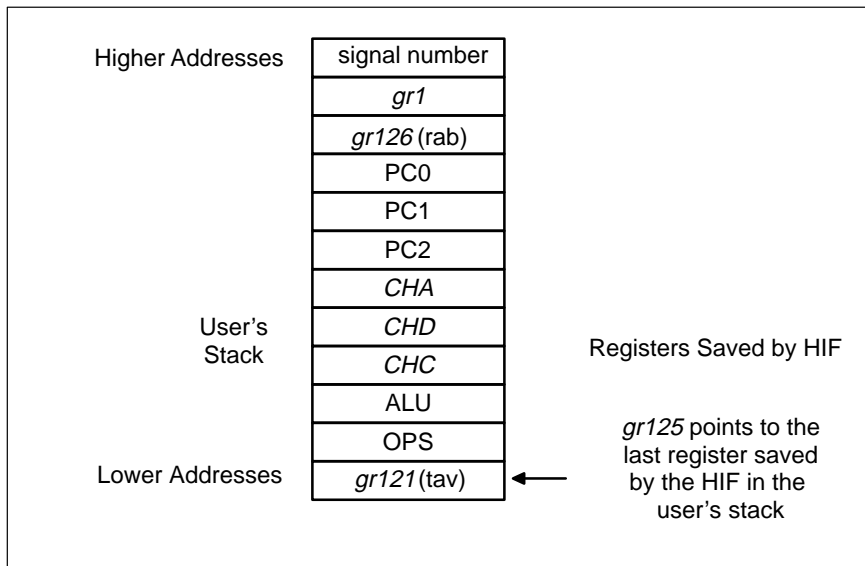 Higher Addresses
signal number
gr1
gr126 (rab)
PC0
PC1
PC2
CHA
User's
Stack
CHD
CHC
ALU
OPS
Lower Addresses
gr121 (tav)
Registers Saved by HIF
gr125 points to the
last register saved
by the HIF in the
user's stack